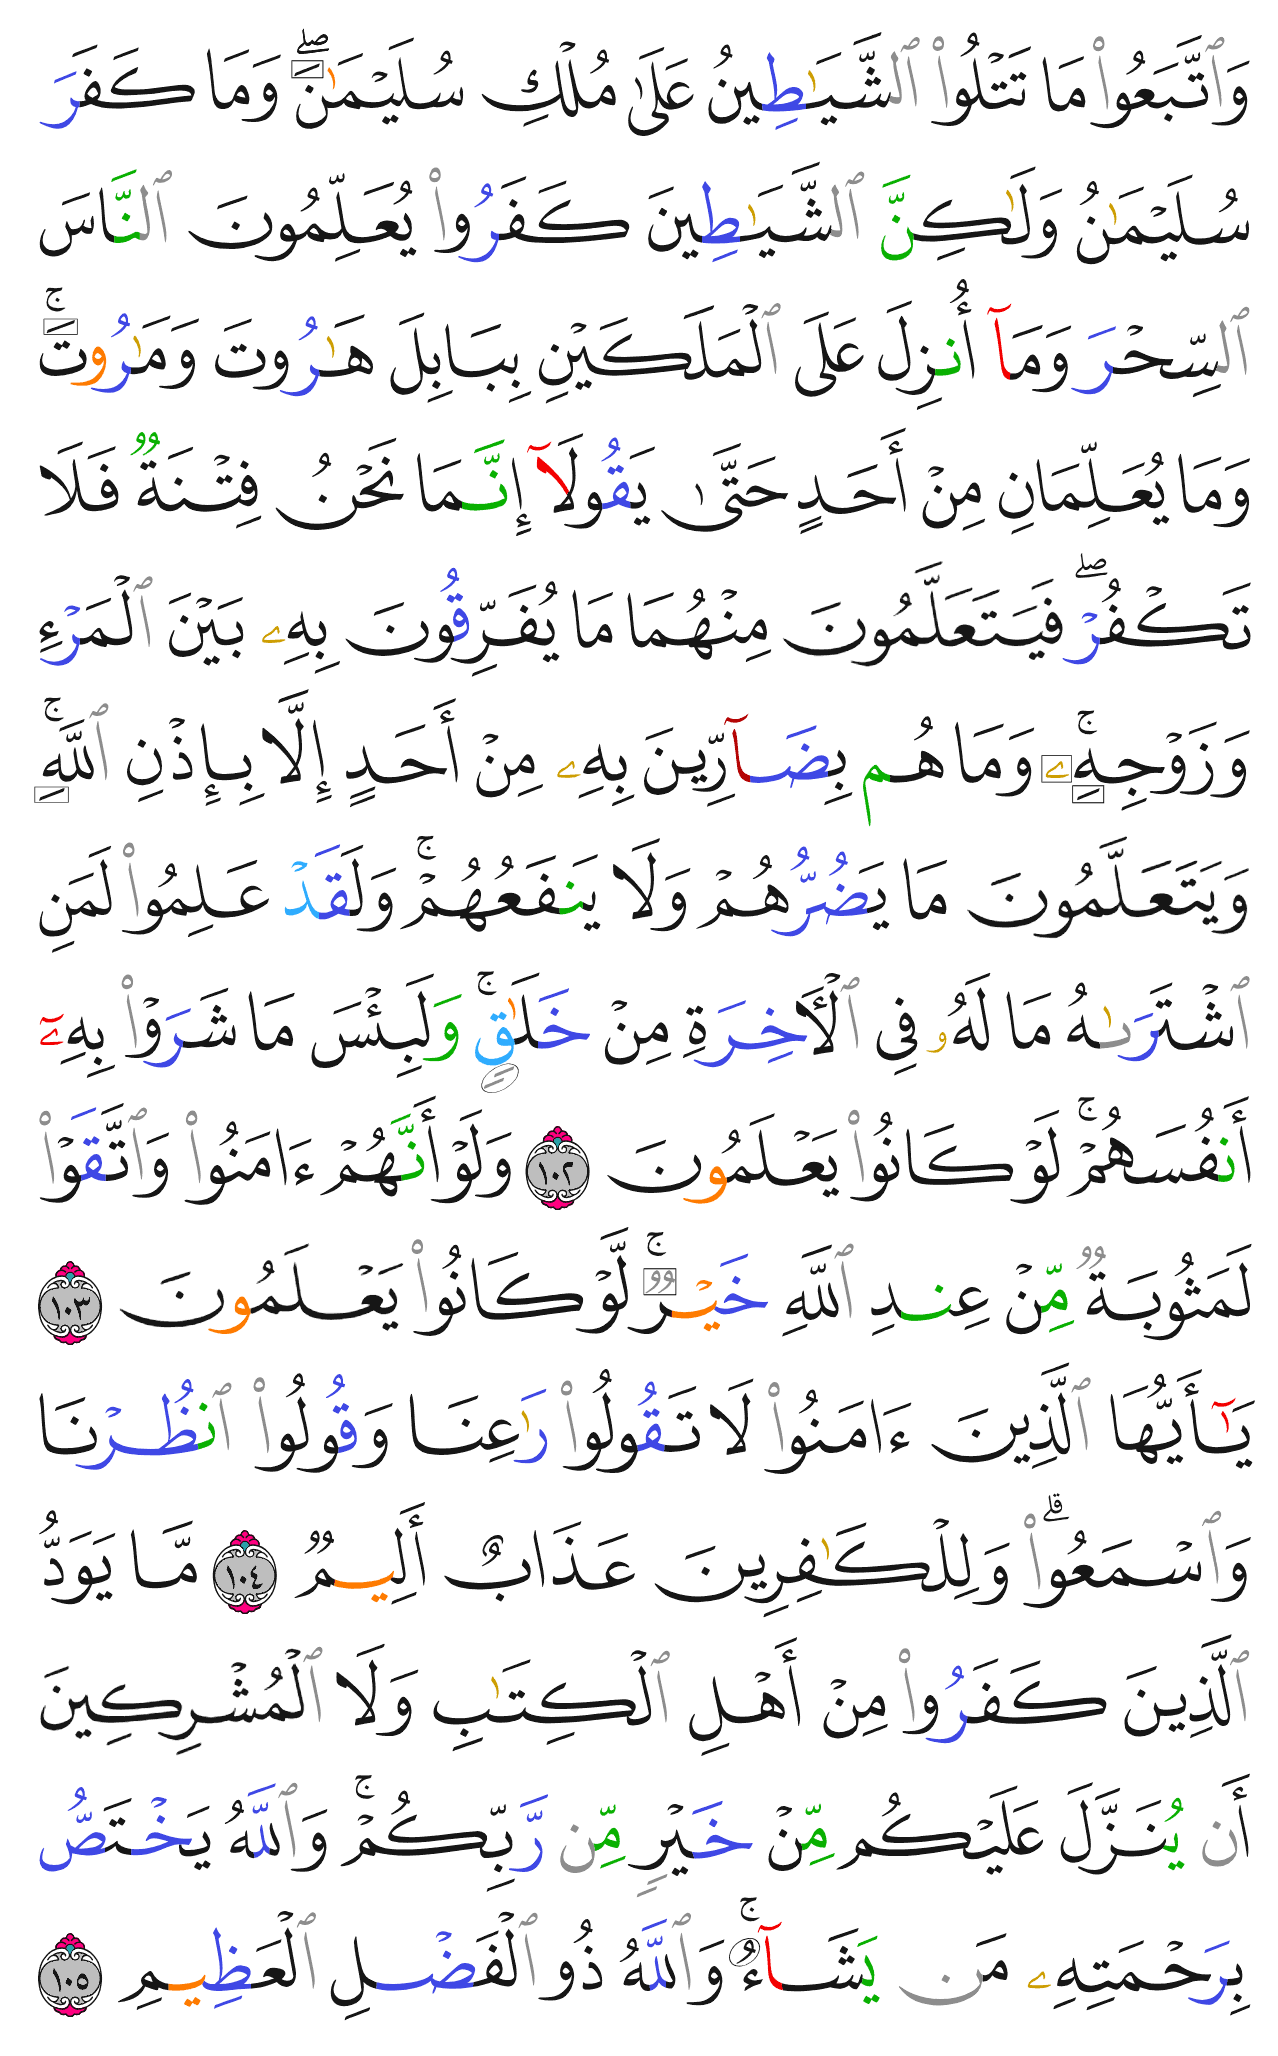 وَٱتَّبَعُوا۟ مَا تَتْلُوا۟ ٱلشَّيَـٰطِينُ عَلَىٰ مُلْكِ سُلَيْمَـٰنَ ۖ وَمَا كَفَرَ
سُلَيْمَـٰنُ وَلَـٰكِنَّ ٱلشَّيَـٰطِينَ كَفَرُوا۟ يُعَلِّمُونَ ٱلنَّاسَ
ٱلسِّحْرَ وَمَآ أُنزِلَ عَلَى ٱلْمَلَكَيْنِ بِبَابِلَ هَـٰرُوتَ وَمَـٰرُوتَ ۚ
وَمَا يُعَلِّمَانِ مِنْ أَحَدٍ حَتَّىٰ يَقُولَآ إِنَّمَا نَحْنُ فِتْنَةٌ فَلَا
تَكْفُرْ ۖ فَيَتَعَلَّمُونَ مِنْهُمَا مَا يُفَرِّقُونَ بِهِۦ بَيْنَ ٱلْمَرْءِ
وَزَوْجِهِۦ ۚ وَمَا هُم بِضَآرِّينَ بِهِۦ مِنْ أَحَدٍ إِلَّا بِإِذْنِ ٱللَّهِ ۚ
وَيَتَعَلَّمُونَ مَا يَضُرُّهُمْ وَلَا يَنفَعُهُمْ ۚ وَلَقَدْ عَلِمُوا۟ لَمَنِ
ٱشْتَرَىٰهُ مَا لَهُۥ فِى ٱلْـَٔاخِرَةِ مِنْ خَلَـٰقٍ ۚ وَلَبِئْسَ مَا شَرَوْا۟ بِهِۦٓ
أَنفُسَهُمْ ۚ لَوْ كَانُوا۟ يَعْلَمُونَ ١٠٢ وَلَوْ أَنَّهُمْ ءَامَنُوا۟ وَٱتَّقَوْا۟
لَمَثُوبَةٌ مِّنْ عِندِ ٱللَّهِ خَيْرٌ ۚ لَّوْ كَانُوا۟ يَعْلَمُونَ ١٠٣
يَـٰٓأَيُّهَا ٱلَّذِينَ ءَامَنُوا۟ لَا تَقُولُوا۟ رَٰعِنَا وَقُولُوا۟ ٱنظُرْنَا
وَٱسْمَعُوا۟ ۗ وَلِلْكَـٰفِرِينَ عَذَابٌ أَلِيمٌ ١٠٤ مَّا يَوَدُّ
ٱلَّذِينَ كَفَرُوا۟ مِنْ أَهْلِ ٱلْكِتَـٰبِ وَلَا ٱلْمُشْرِكِينَ
أَن يُنَزَّلَ عَلَيْكُم مِّنْ خَيْرٍ مِّن رَّبِّكُمْ ۚ وَٱللَّهُ يَخْتَصُّ
بِرَحْمَتِهِۦ مَن يَشَآءُ ۚ وَٱللَّهُ ذُو ٱلْفَضْلِ ٱلْعَظِيمِ ١٠٥